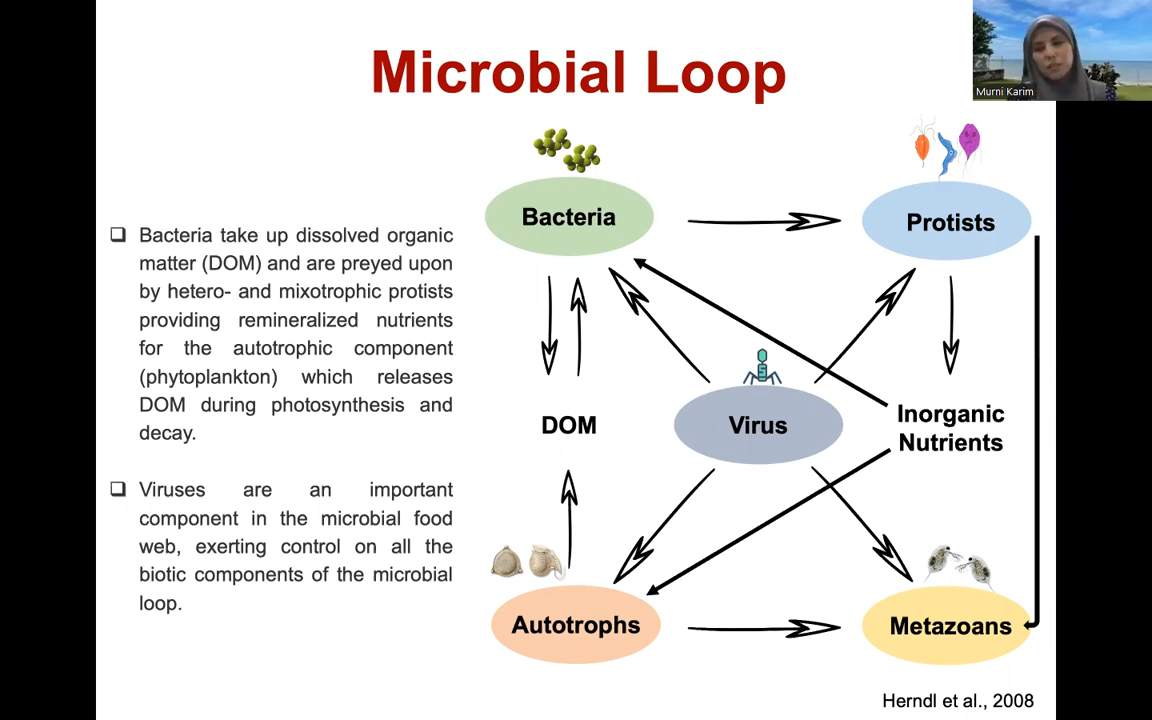 Microbial Loop
Murni Karim
❑ Bacteria take up dissolved organic
matter (DOM) and are preyed upon
by hetero- and mixotrophic protists
providing remineralized nutrients
for the autotrophic component
(phytoplankton) which releases
DOM during photosynthesis and
decay.
❑ Viruses are an important
component in the microbial food
web, exerting control on all the
biotic components of the microbial
loop.
Bacteria
Protists
DOM
Virus
Inorganic
Nutrients
Autotrophs
Metazoans
Herndl et al., 2008